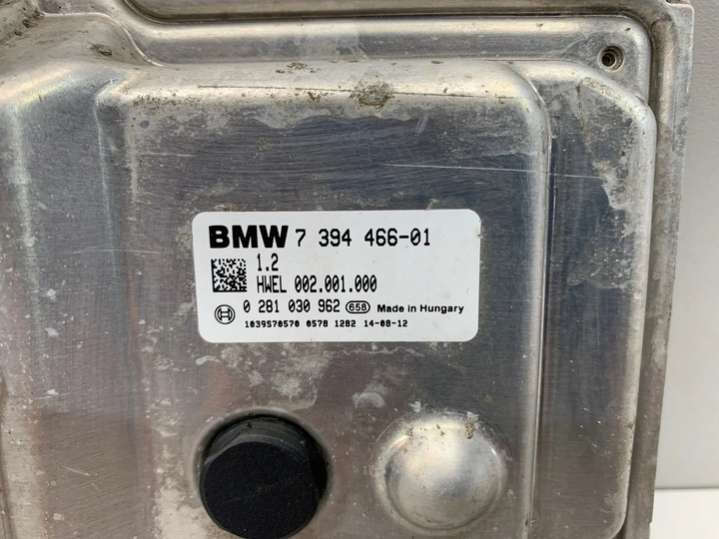 BMW 7 394 466-01
1.2
HWEL 002.001.000
0 281 030 962 658 Made in Hungary
1039S70570 0578 1282 14-08-12